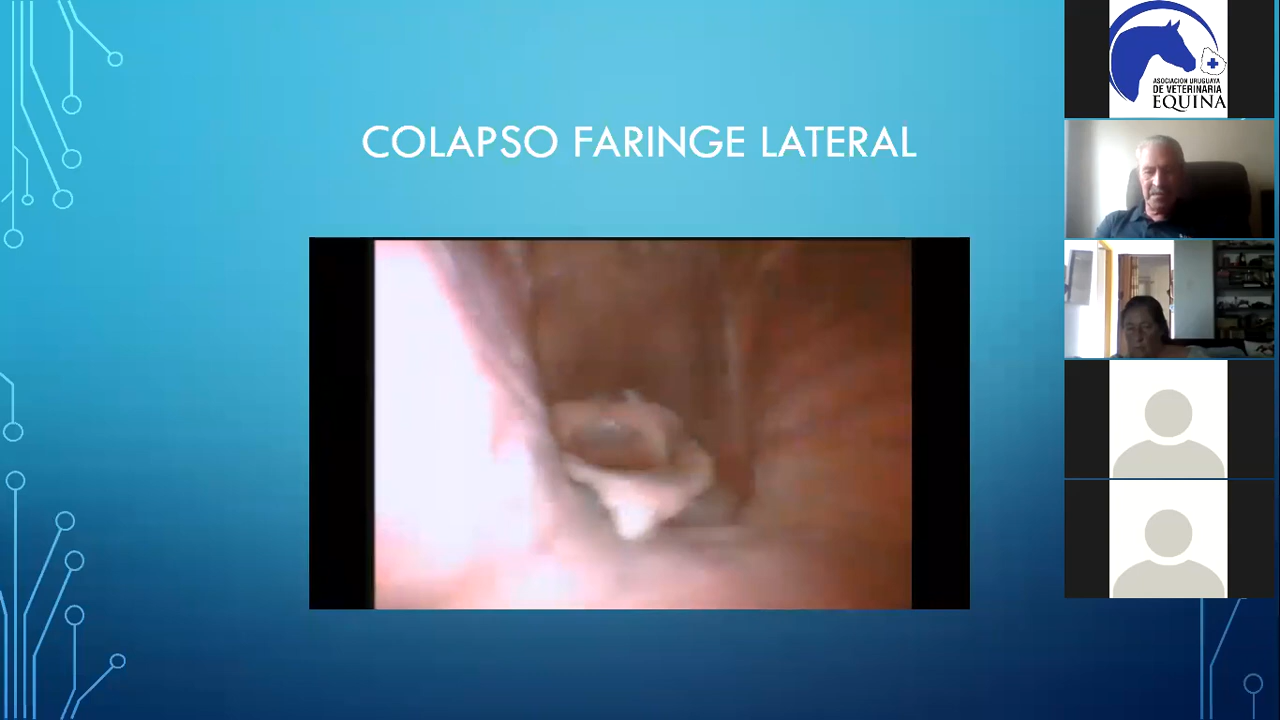 COLAPSO FARINGE LATERAL
ASOCIACION URUGUAYA
DE VETERINARIA
EQUINA